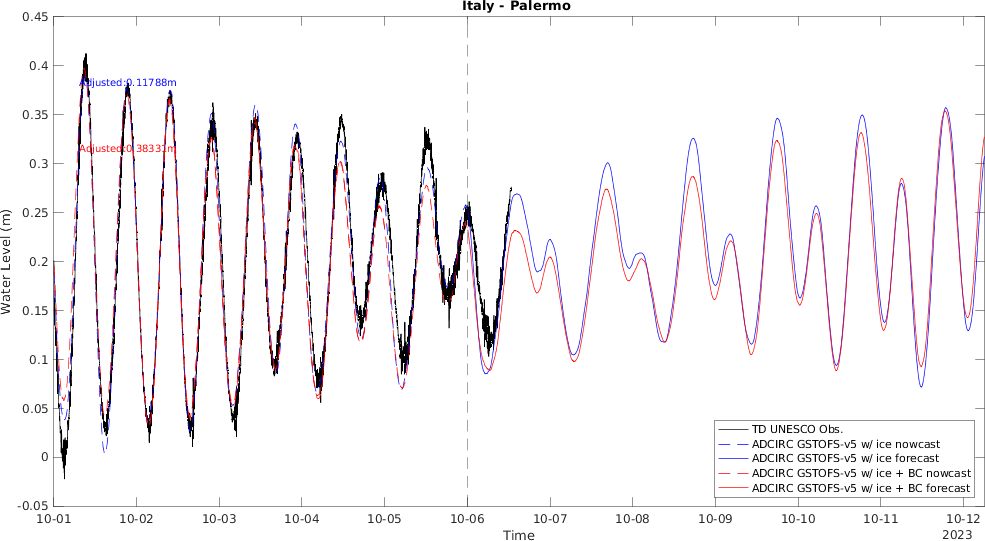 Italy - Palermo
0.45
0.4
0.35
0.3
0.25
0.2
0.15
0.1
0.05
0
-0.05
Water Level (m)
Adjusted:0.11788m
Adjusted:0.38333m
TD UNESCO Obs.
ADCIRC GSTOFS-v5 w/ ice nowcast
ADCIRC GSTOFS-v5 w/ ice forecast
ADCIRC GSTOFS-v5 w/ ice + BC nowcast
ADCIRC GSTOFS-v5 w/ ice + BC forecast
10-01 10-02 10-03 10-04 10-05 10-06 10-07 10-08 10-09 10-10 10-11 10-12
Time
2023